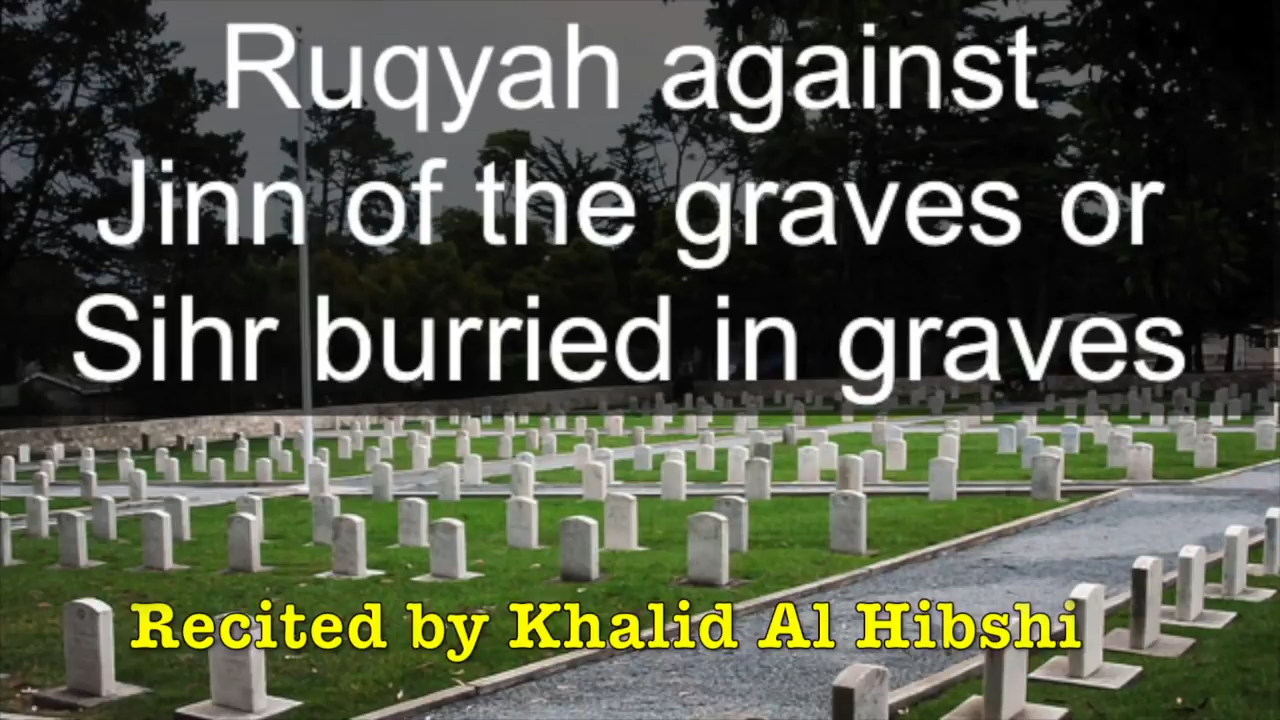 Ruqyah against
Jinn of the graves or
Sihr burried in graves
Recited by Khalid Al Hibshi